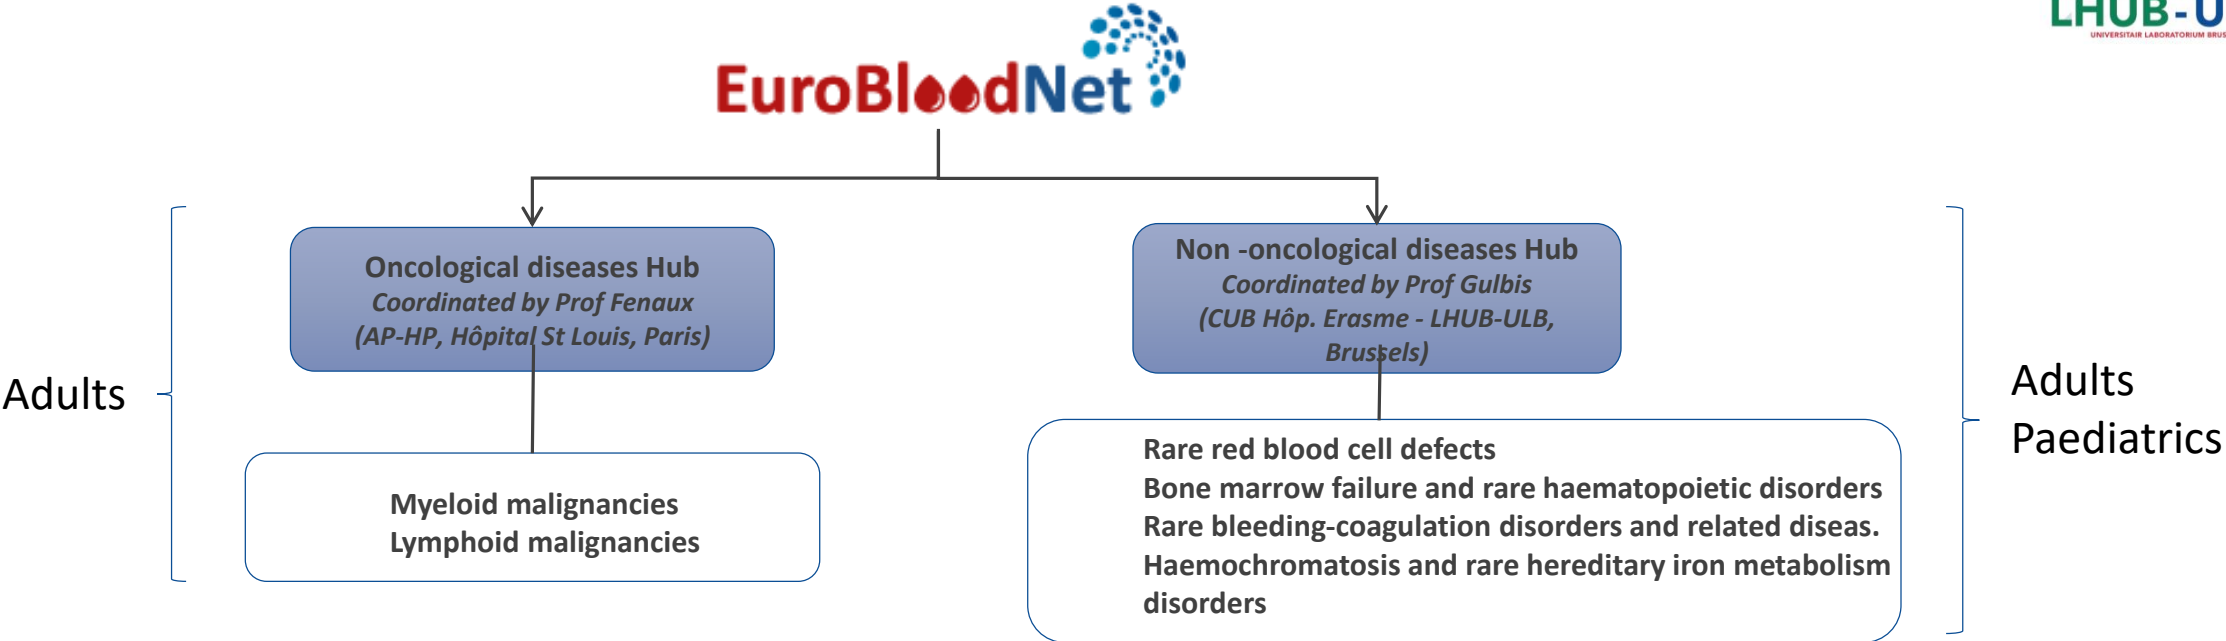 LHUB-U
UNIVERSITAIR LABORATORIUM BRUS
EuroBloodNet
Oncological diseases Hub
Coordinated by Prof Fenaux
(AP-HP, Hôpital St Louis, Paris)
Non -oncological diseases Hub
Coordinated by Prof Gulbis
(CUB Hôp. Erasme - LHUB-ULB,
Brussels)
Adults
Myeloid malignancies
Lymphoid malignancies
Rare red blood cell defects
Bone marrow failure and rare haematopoietic disorders
Rare bleeding-coagulation disorders and related diseas.
Haemochromatosis and rare hereditary iron metabolism
disorders
Adults
Paediatrics